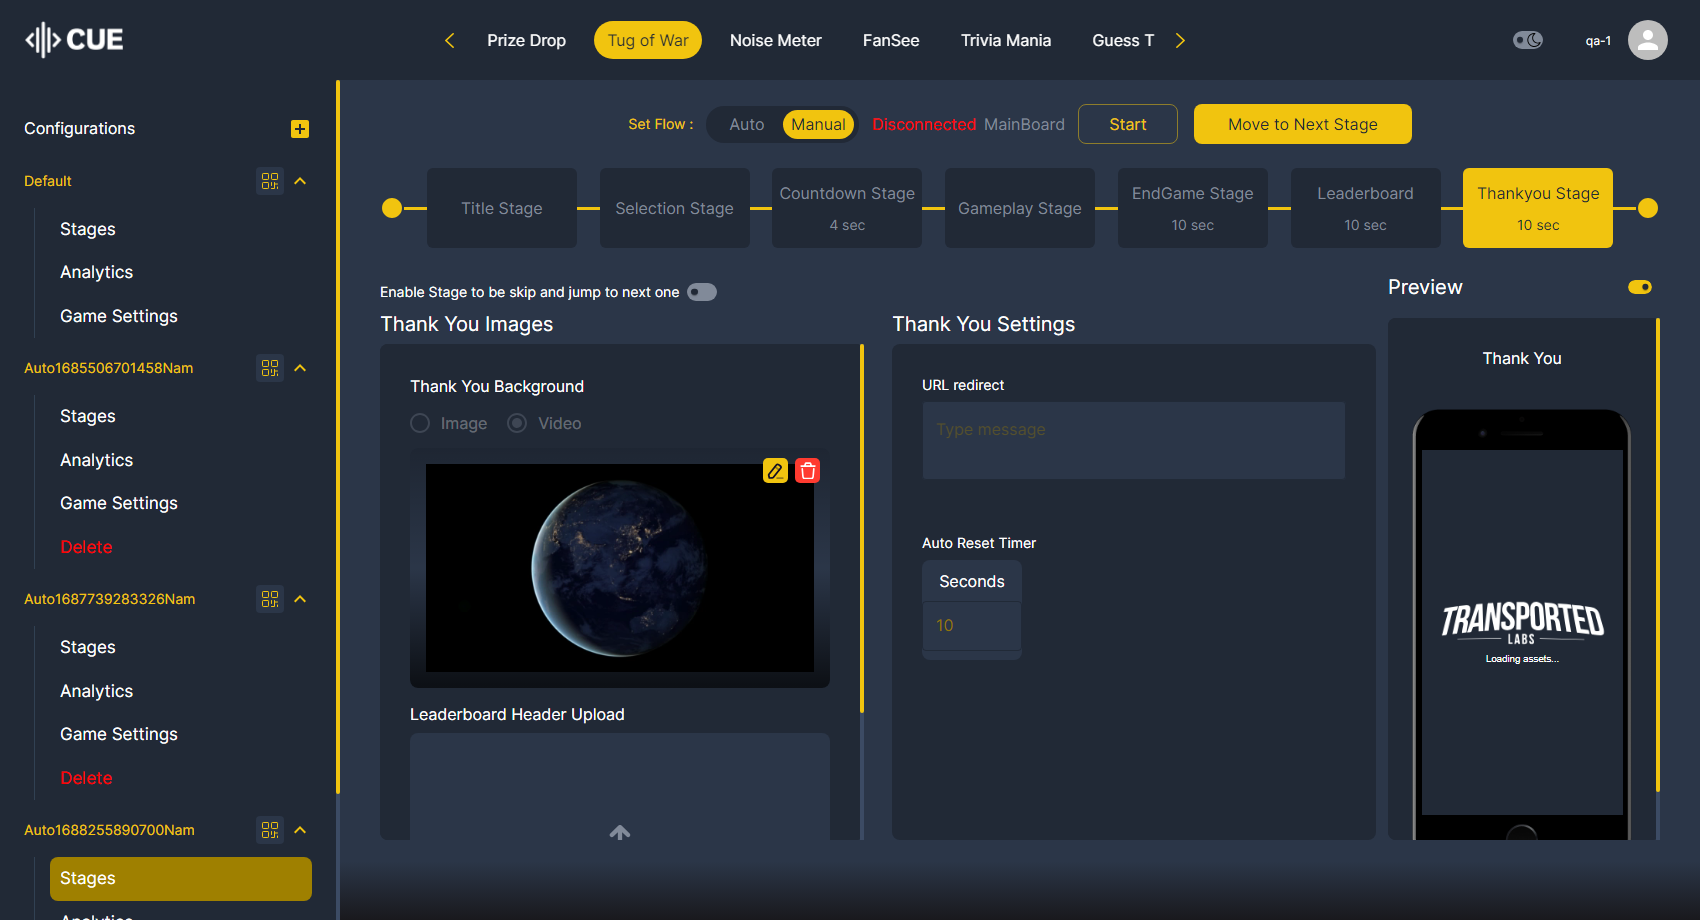 CUE
Prize Drop
Tug of War
Noise Meter
FanSee
Trivia Mania
Guess T
qa-1
Configurations
Default
Stages
Analytics
Game Settings
Auto1685506701458Nam
Stages
Analytics
Game Settings
Delete
Auto1687739283326Nam
Stages
Analytics
Game Settings
Delete
Auto1688255890700Nam
Stages
Analytics
Set Flow :
Auto
Manual
Disconnected MainBoard
Start
Move to Next Stage
Title Stage
Selection Stage
Countdown Stage
4 sec
Gameplay Stage
EndGame Stage
10 sec
Leaderboard
10 sec
Thankyou Stage
10 sec
Enable Stage to be skip and jump to next one
Thank You Images
Thank You Background
Image
Video
Leaderboard Header Upload
Thank You Settings
URL redirect
Type message
Auto Reset Timer
Seconds
10
Preview
Thank You
TRANSPORTED
LABS
Loading assets...